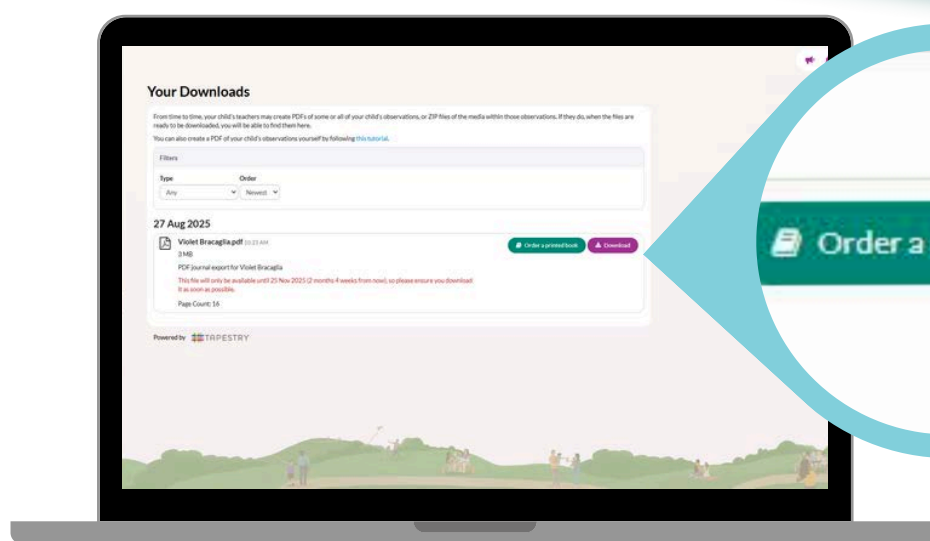 Your Downloads
From time to time, your child's teachers may create PDFs of some or all of your child's observations, or ZIP files of the media within those observations. If they do, when the files are
ready to be downloaded, you will be able to find them here.
You can also create a PDF of your child's observations yourself by following this tutorial.
Filters
Type Order
Any Newest
27 Aug 2025
Violet Bracaglia.pdf 10:23 AM
Order a printed book Download
3 MB
PDF journal export for Violet Bracaglia
This file will only be available until 25 Nov 2025 (2 months 4 weeks from now), so please ensure you download
it as soon as possible.
Page Count: 16
Powered by TAPESTRY
Order a